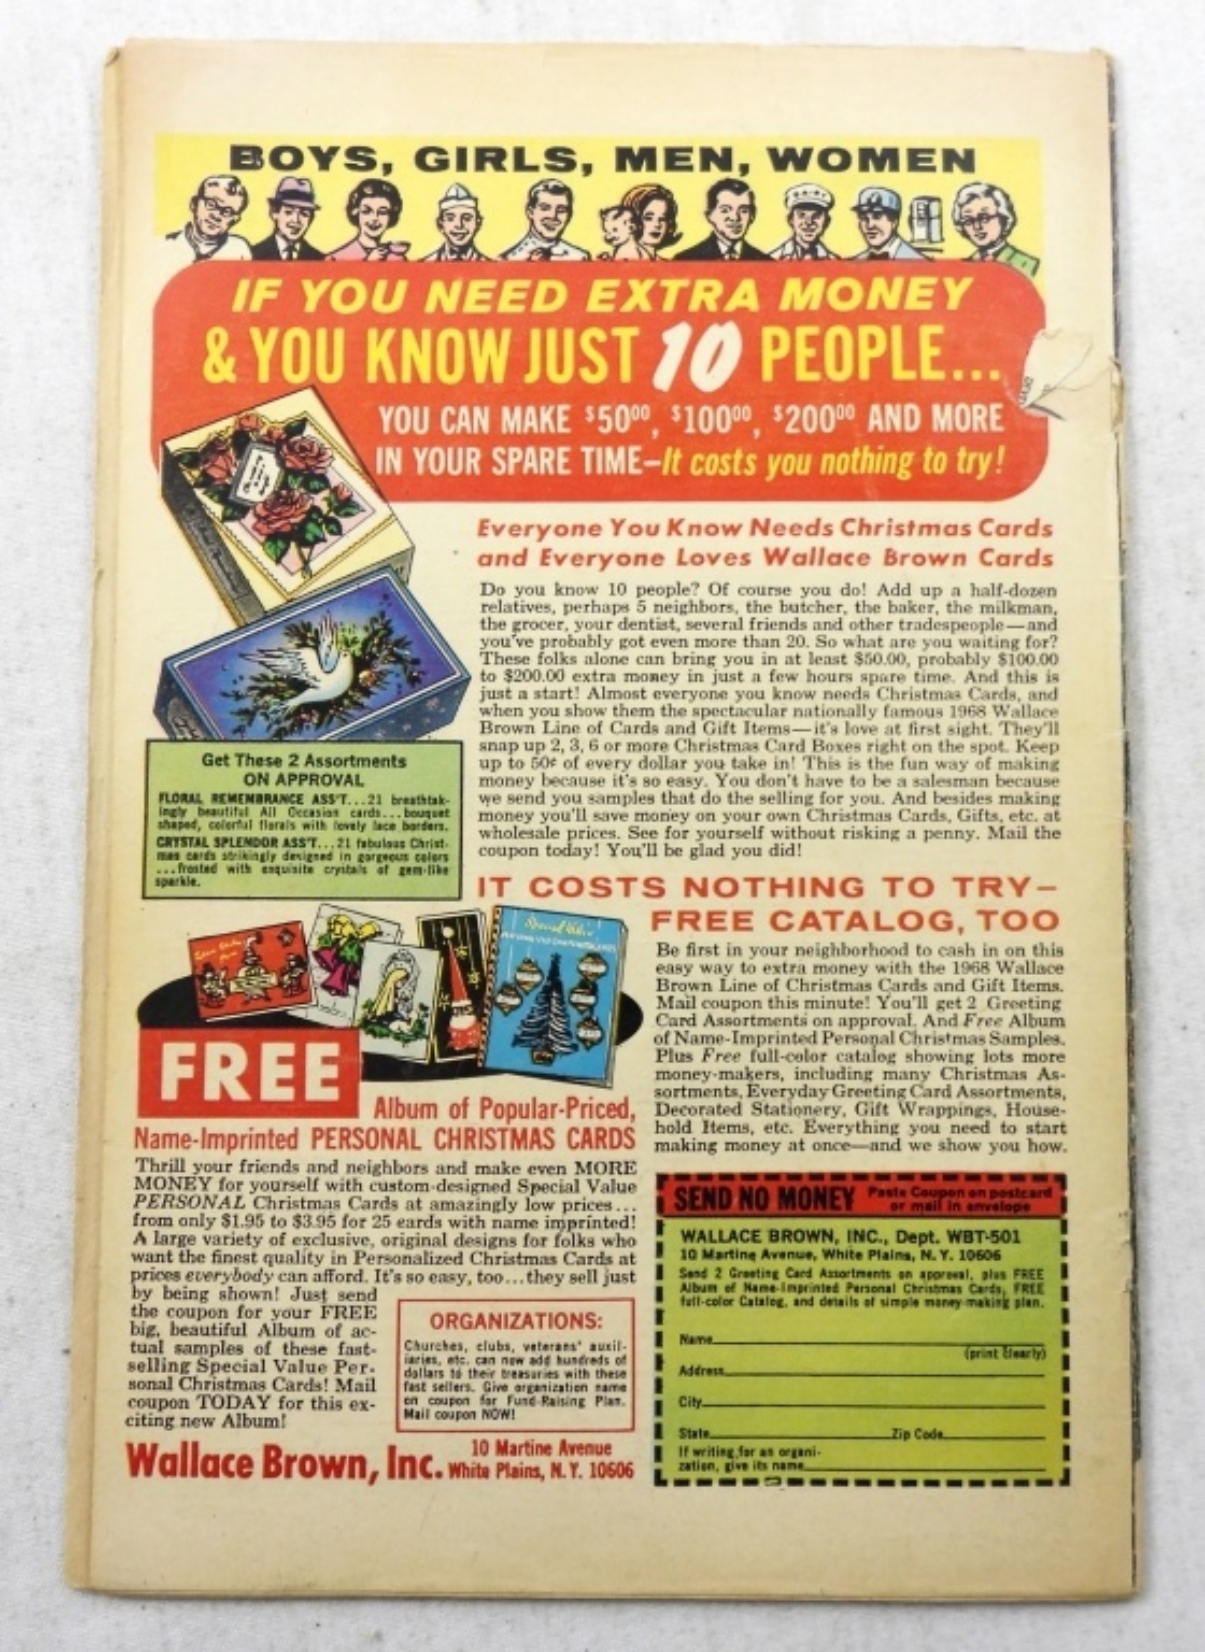 BOYS, GIRLS, MEN, WOMEN
IF YOU NEED EXTRA MONEY
& YOU KNOW JUST 10 PEOPLE...
YOU CAN MAKE $50⁰⁰, $100⁰⁰, $200⁰⁰ AND MORE
IN YOUR SPARE TIME—It costs you nothing to try!
Everyone You Know Needs Christmas Cards
and Everyone Loves Wallace Brown Cards
Do you know 10 people? Of course you do! Add up a half-dozen
relatives, perhaps 5 neighbors, the butcher, the baker, the milkman,
the grocer, your dentist, several friends and other tradespeople—and
you've probably got even more than 20. So what are you waiting for?
These folks alone can bring you in at least $50.00, probably $100.00
to $200.00 extra money in just a few hours spare time. And this is
just a start! Almost everyone you know needs Christmas Cards, and
when you show them the spectacular nationally famous 1968 Wallace
Brown Line of Cards and Gift Items—it's love at first sight. They'll
snap up 2, 3, 6 or more Christmas Card Boxes right on the spot. Keep
up to 50¢ of every dollar you take in! This is the fun way of making
money because it's so easy. You don't have to be a salesman because
we send you samples that do the selling for you. And besides making
money you'll save money on your own Christmas Cards, Gifts, etc. at
wholesale prices. See for yourself without risking a penny. Mail the
coupon today! You'll be glad you did!
Get These 2 Assortments
ON APPROVAL
FLORAL REMEMBRANCE ASS'T...21 breathtak-
ingly beautiful All Occasion cards...bouquet
shaped, colorful florals with lovely lace borders.
CRYSTAL SPLENDOR ASS'T...21 fabulous Christ-
mas cards strikingly designed in gorgeous colors
...frosted with exquisite crystals of gem-like
sparkle.
IT COSTS NOTHING TO TRY—
FREE CATALOG, TOO
Be first in your neighborhood to cash in on this
easy way to extra money with the 1968 Wallace
Brown Line of Christmas Cards and Gift Items.
Mail coupon this minute! You'll get 2 Greeting
Card Assortments on approval. And Free Album
of Name-Imprinted Personal Christmas Samples.
Plus Free full-color catalog showing lots more
money-makers, including many Christmas As-
sortments, Everyday Greeting Card Assortments,
Decorated Stationery, Gift Wrappings, House-
hold Items, etc. Everything you need to start
making money at once—and we show you how.
Special Value
FREE
Album of Popular-Priced,
Name-Imprinted PERSONAL CHRISTMAS CARDS
Thrill your friends and neighbors and make even MORE
MONEY for yourself with custom-designed Special Value
PERSONAL Christmas Cards at amazingly low prices...
from only $1.95 to $3.95 for 25 cards with name imprinted!
A large variety of exclusive, original designs for folks who
want the finest quality in Personalized Christmas Cards at
prices everybody can afford. It's so easy, too...they sell just
by being shown! Just send
the coupon for your FREE
big, beautiful Album of ac-
tual samples of these fast-
selling Special Value Per-
sonal Christmas Cards! Mail
coupon TODAY for this ex-
citing new Album!
ORGANIZATIONS:
Churches, clubs, veterans' auxil-
iaries, etc. can now add hundreds of
dollars to their treasuries with these
fast sellers. Give organization name
on coupon for Fund-Raising Plan.
Mail coupon NOW!
Wallace Brown, Inc. 10 Martine Avenue
White Plains, N.Y. 10606
SEND NO MONEY Paste Coupon on postcard
or mail in envelope
WALLACE BROWN, INC., Dept. WBT-501
10 Martine Avenue, White Plains, N. Y. 10606
Send 2 Greeting Card Assortments on approval, plus FREE
Album of Name-Imprinted Personal Christmas Cards, FREE
full-color Catalog, and details of simple money-making plan.
Name
(print clearly)
Address
City
State Zip Code
If writing for an organi-
zation, give its name